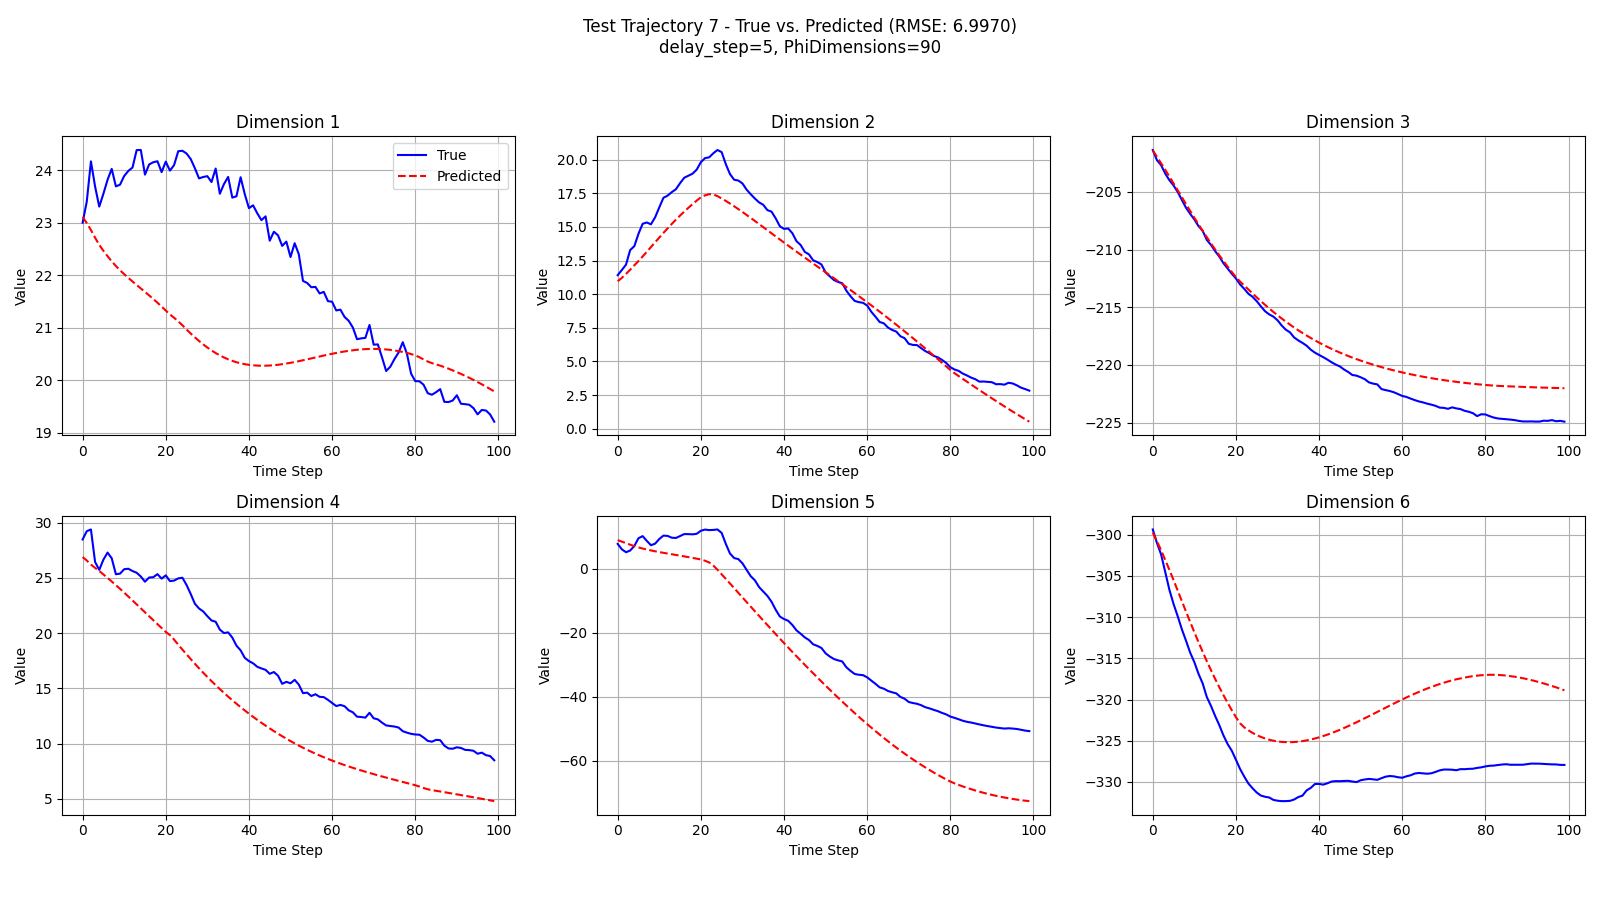 Test Trajectory 7 - True vs. Predicted (RMSE: 6.9970)
delay_step=5, PhiDimensions=90
Dimension 1
Value
24
23
22
21
20
19
0 20 40 60 80 100
Time Step
True
Predicted
Dimension 2
Value
20.0
17.5
15.0
12.5
10.0
7.5
5.0
2.5
0.0
0 20 40 60 80 100
Time Step
Dimension 3
Value
−205
−210
−215
−220
−225
0 20 40 60 80 100
Time Step
Dimension 4
Value
30
25
20
15
10
5
0 20 40 60 80 100
Time Step
Dimension 5
Value
0
−20
−40
−60
0 20 40 60 80 100
Time Step
Dimension 6
Value
−300
−305
−310
−315
−320
−325
−330
0 20 40 60 80 100
Time Step